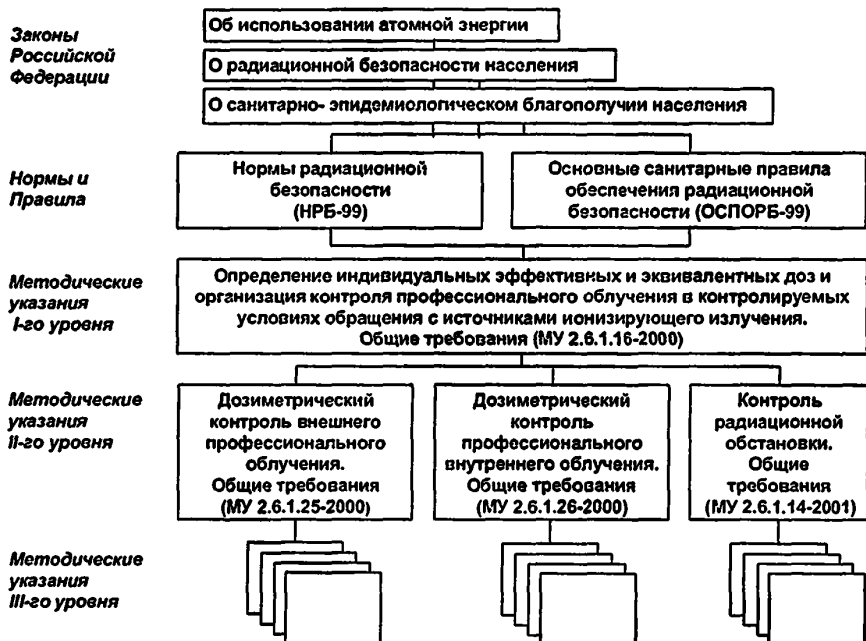 Законы
Российской
Федерации
Об использовании атомной энергии
О радиационной безопасности населения
О санитарно- эпидемиологическом благополучии населения
Нормы и
Правила
Нормы радиационной
безопасности
(НРБ-99)
Основные санитарные правила
обеспечения радиационной
безопасности (ОСПОРБ-99)
Методические
указания
I-го уровня
Определение индивидуальных эффективных и эквивалентных доз и
организация контроля профессионального облучения в контролируемых
условиях обращения с источниками ионизирующего излучения.
Общие требования (МУ 2.6.1.16-2000)
Методические
указания
II-го уровня
Дозиметрический
контроль внешнего
профессионального
облучения.
Общие требования
(МУ 2.6.1.25-2000)
Дозиметрический
контроль
профессионального
внутреннего облучения.
Общие требования
(МУ 2.6.1.26-2000)
Контроль
радиационной
обстановки.
Общие
требования
(МУ 2.6.1.14-2001)
Методические
указания
III-го уровня